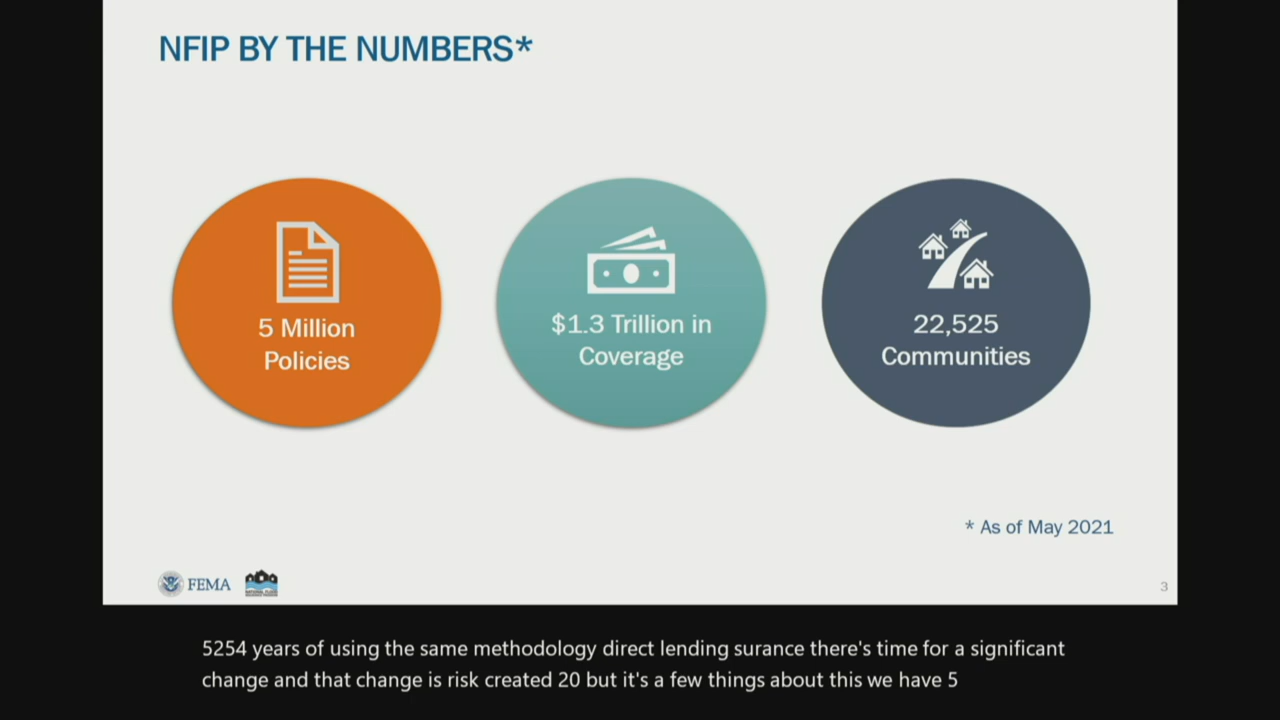 NFIP BY THE NUMBERS*
5 Million
Policies
$1.3 Trillion in
Coverage
22,525
Communities
* As of May 2021
FEMA
3
5254 years of using the same methodology direct lending surance there's time for a significant
change and that change is risk created 20 but it's a few things about this we have 5